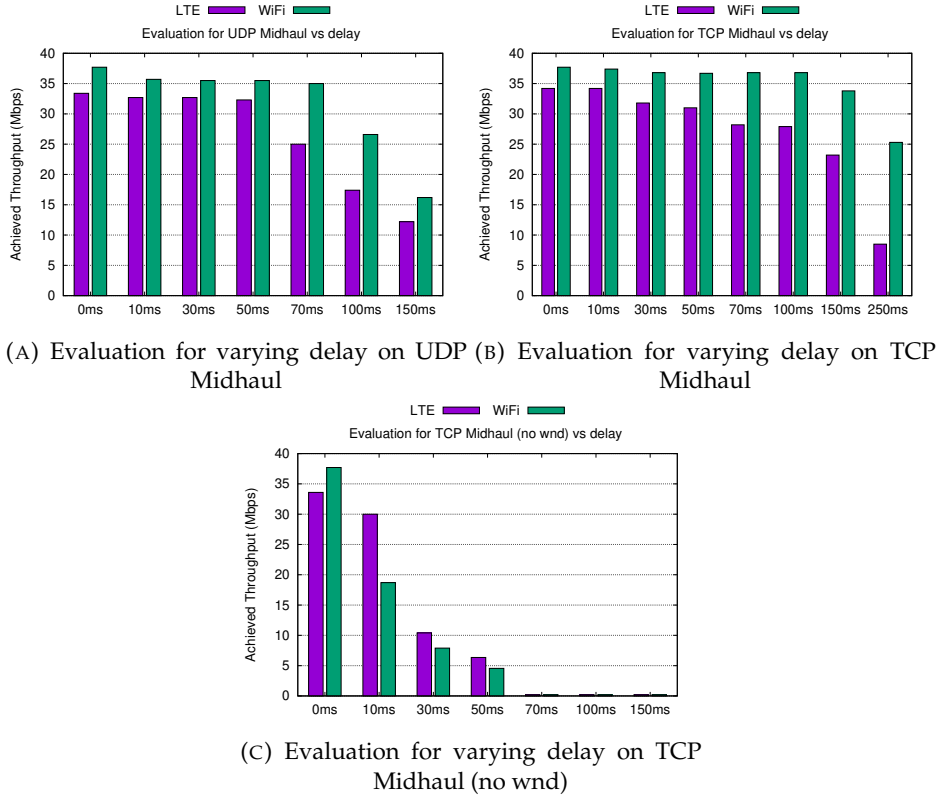 LTE WiFi
Evaluation for UDP Midhaul vs delay
Achieved Throughput (Mbps)
40
35
30
25
20
15
10
5
0
0ms 10ms 30ms 50ms 70ms 100ms 150ms
(A) Evaluation for varying delay on UDP
Midhaul
LTE WiFi
Evaluation for TCP Midhaul vs delay
Achieved Throughput (Mbps)
40
35
30
25
20
15
10
5
0
0ms 10ms 30ms 50ms 70ms 100ms 150ms 250ms
(B) Evaluation for varying delay on TCP
Midhaul
LTE WiFi
Evaluation for TCP Midhaul (no wnd) vs delay
Achieved Throughput (Mbps)
40
35
30
25
20
15
10
5
0
0ms 10ms 30ms 50ms 70ms 100ms 150ms
(C) Evaluation for varying delay on TCP
Midhaul (no wnd)